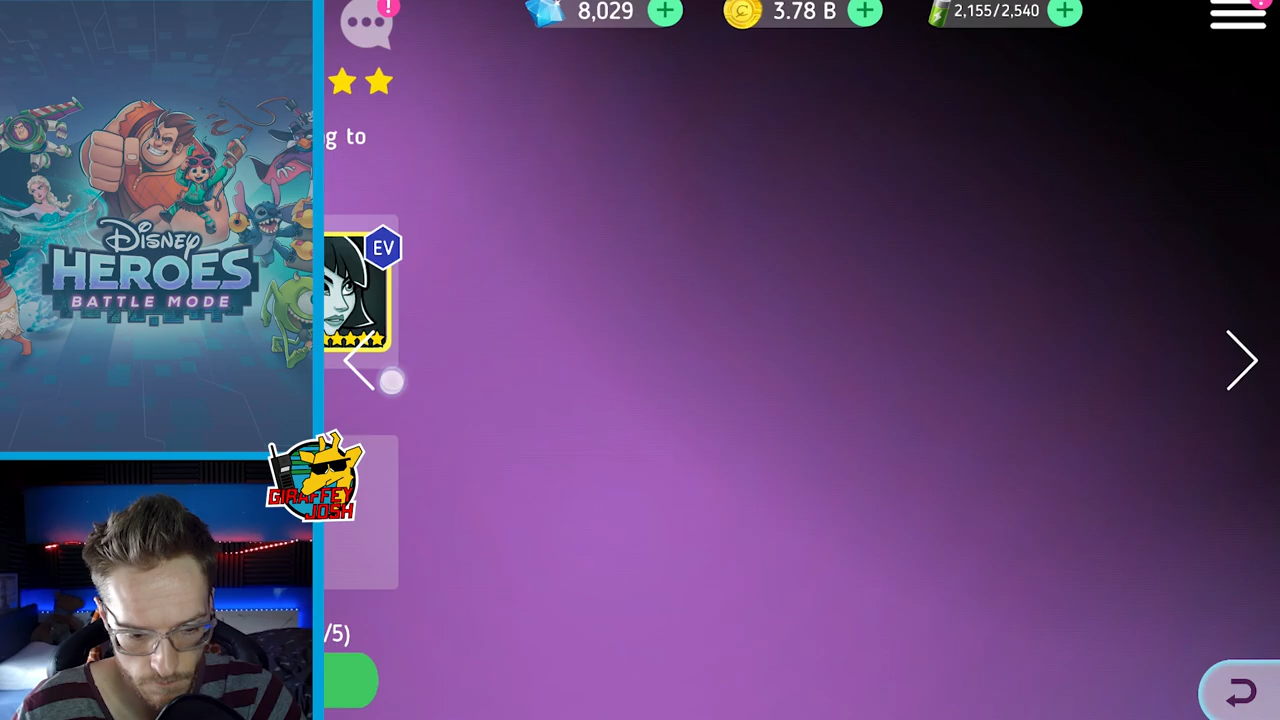 !
8,029
3.78 B
2,155/2,540
g to
EV
DISNEY
HEROES
BATTLE MODE
GIRAFFEY
JOSH
/5)